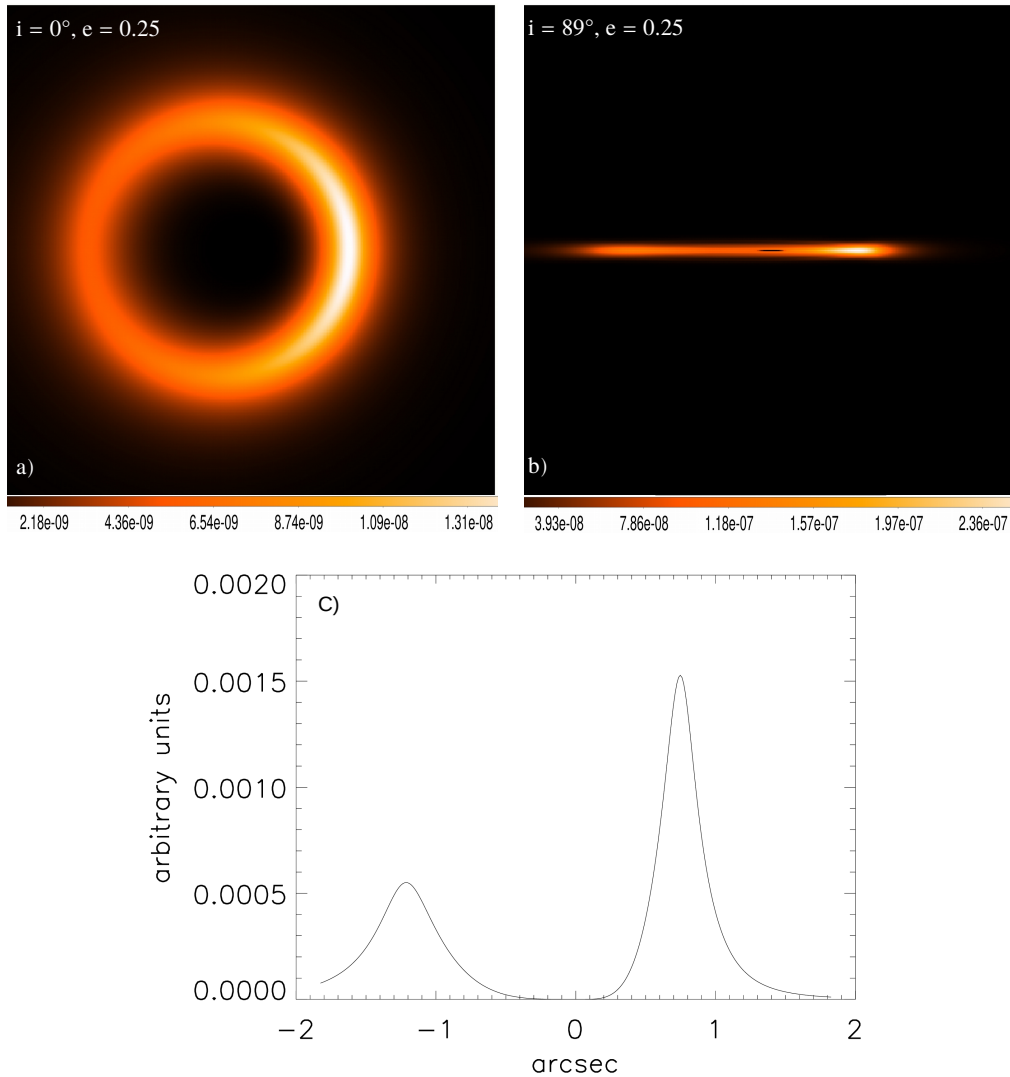 i = 0°, e = 0.25
a)
2.18e-09 4.36e-09 6.54e-09 8.74e-09 1.09e-08 1.31e-08
i = 89°, e = 0.25
b)
3.93e-08 7.86e-08 1.18e-07 1.57e-07 1.97e-07 2.36e-07
C)
0.0020
0.0015
0.0010
0.0005
0.0000
arbitrary units
−2 −1 0 1 2
arcsec